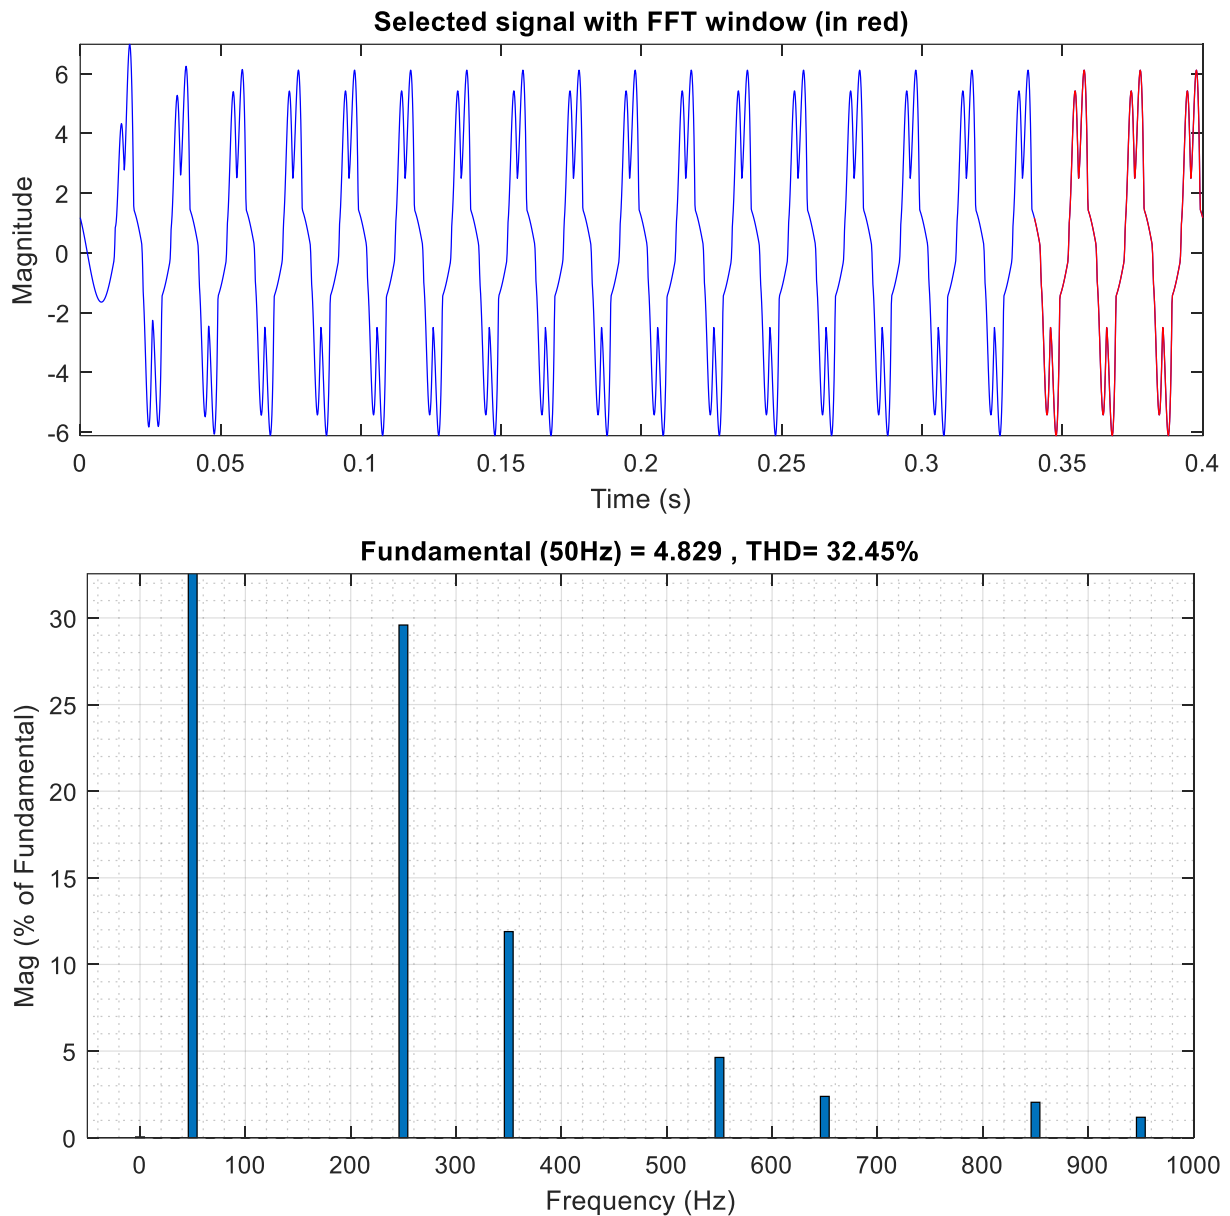 Selected signal with FFT window (in red)
Magnitude
6
4
2
0
-2
-4
-6
0 0.05 0.1 0.15 0.2 0.25 0.3 0.35 0.4
Time (s)
Fundamental (50Hz) = 4.829 , THD= 32.45%
Mag (% of Fundamental)
30
25
20
15
10
5
0
0 100 200 300 400 500 600 700 800 900 1000
Frequency (Hz)